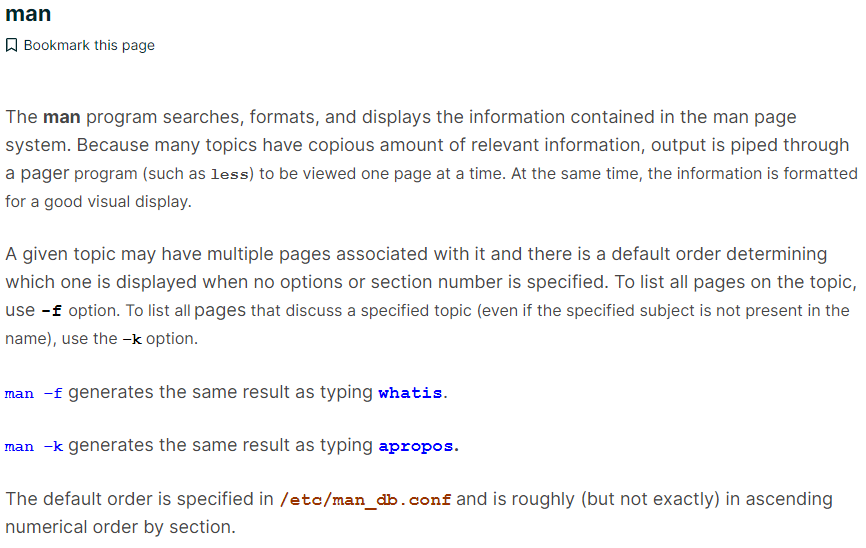 man
Bookmark this page
The man program searches, formats, and displays the information contained in the man page
system. Because many topics have copious amount of relevant information, output is piped through
a pager program (such as less) to be viewed one page at a time. At the same time, the information is formatted
for a good visual display.
A given topic may have multiple pages associated with it and there is a default order determining
which one is displayed when no options or section number is specified. To list all pages on the topic,
use –f option. To list all pages that discuss a specified topic (even if the specified subject is not present in the
name), use the –k option.
man –f generates the same result as typing whatis.
man –k generates the same result as typing apropos.
The default order is specified in /etc/man_db.conf and is roughly (but not exactly) in ascending
numerical order by section.